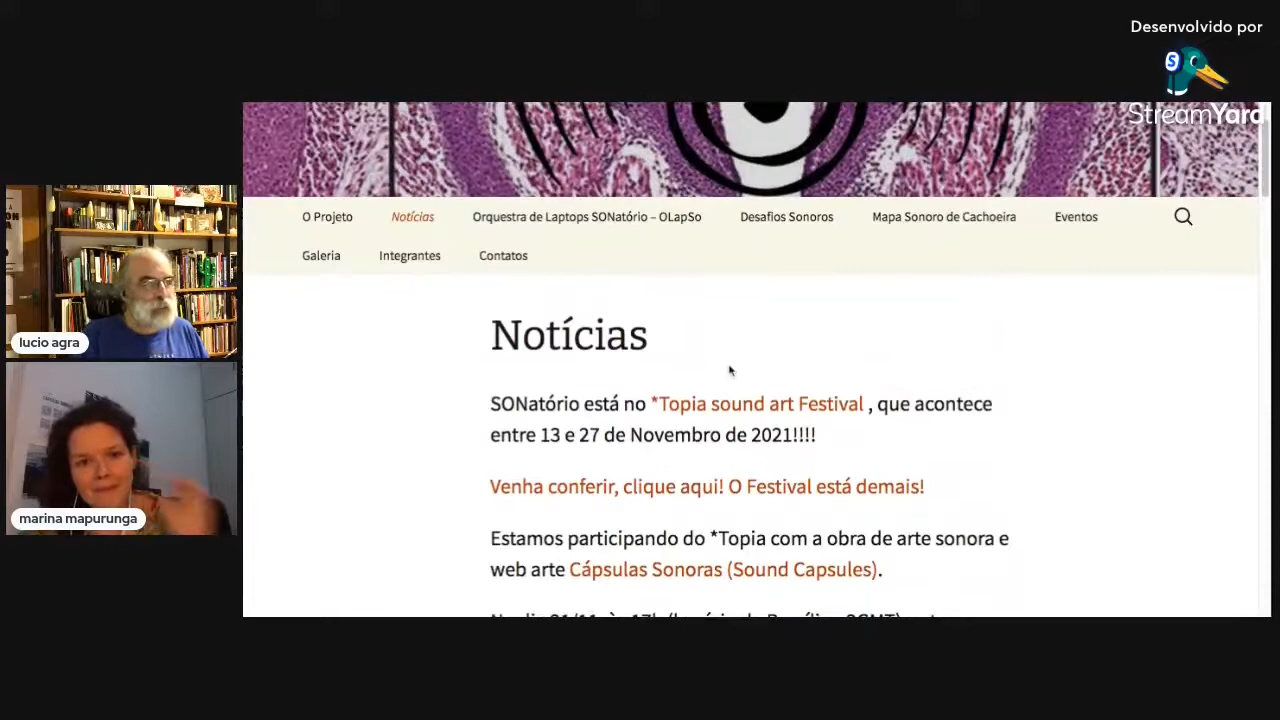 Desenvolvido por
S
StreamYard
O Projeto
Notícias
Orquestra de Laptops SONatório – OLapSo
Desafios Sonoros
Mapa Sonoro de Cachoeira
Eventos
Galeria
Integrantes
Contatos
Notícias
SONatório está no *Topia sound art Festival , que acontece
entre 13 e 27 de Novembro de 2021!!!!
Venha conferir, clique aqui! O Festival está demais!
Estamos participando do *Topia com a obra de arte sonora e
web arte Cápsulas Sonoras (Sound Capsules).
lucio agra
marina mapurunga